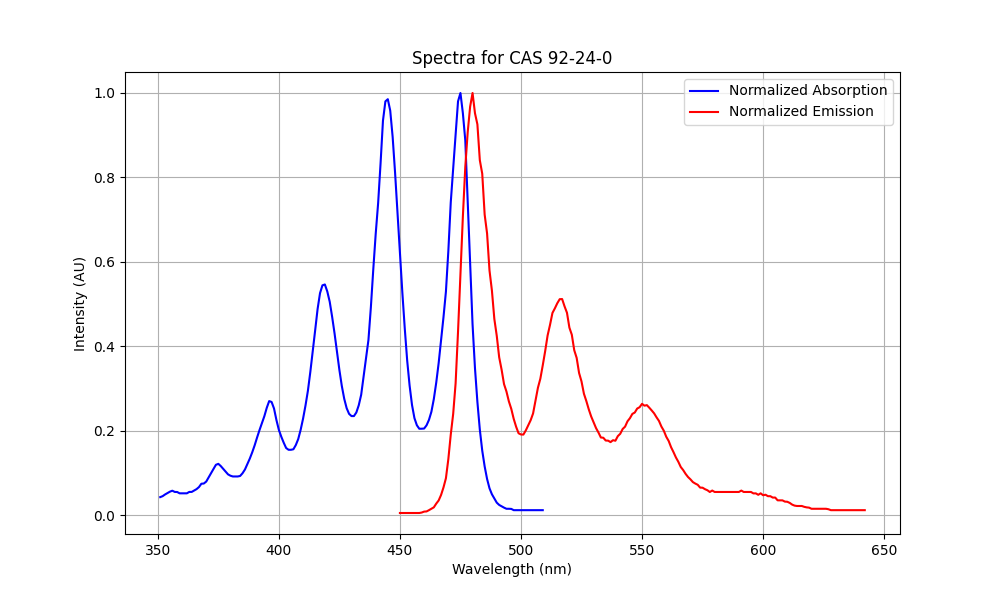 Spectra for CAS 92-24-0
Normalized Absorption
Normalized Emission
Intensity (AU)
1.0
0.8
0.6
0.4
0.2
0.0
350 400 450 500 550 600 650
Wavelength (nm)